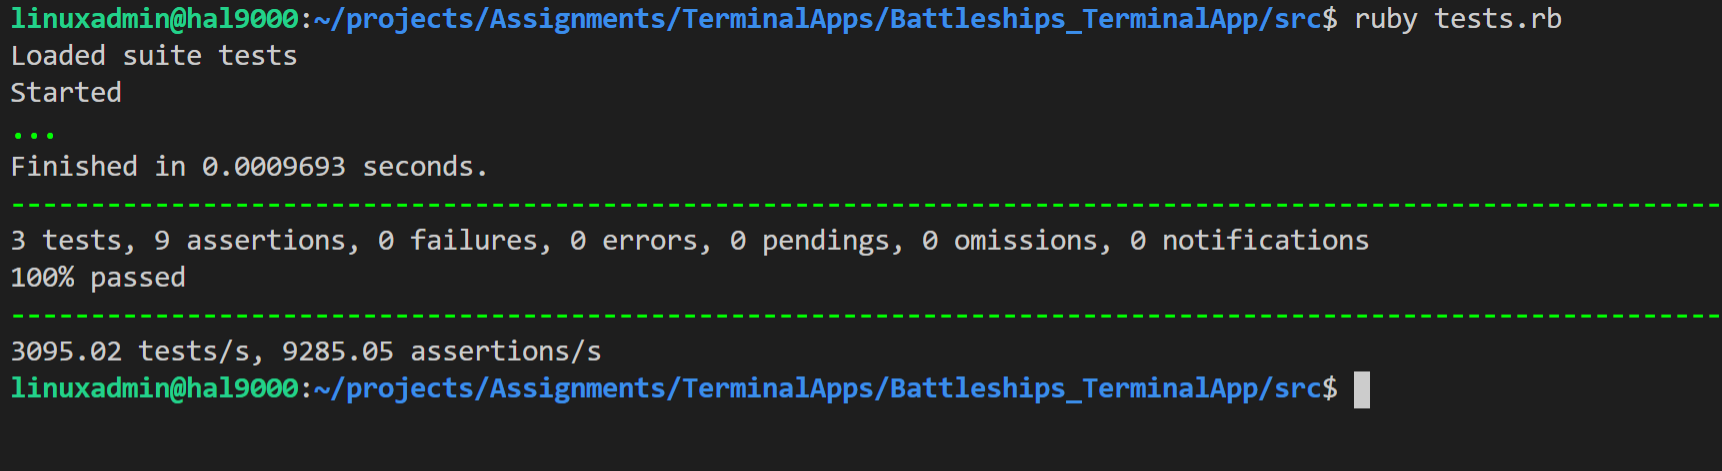 linuxadmin@hal9000:~/projects/Assignments/TerminalApps/Battleships_TerminalApp/src$ ruby tests.rb
Loaded suite tests
Started
...
Finished in 0.0009693 seconds.
-----------------------------------------------------------------------------------------------------------
3 tests, 9 assertions, 0 failures, 0 errors, 0 pendings, 0 omissions, 0 notifications
100% passed
-----------------------------------------------------------------------------------------------------------
3095.02 tests/s, 9285.05 assertions/s
linuxadmin@hal9000:~/projects/Assignments/TerminalApps/Battleships_TerminalApp/src$